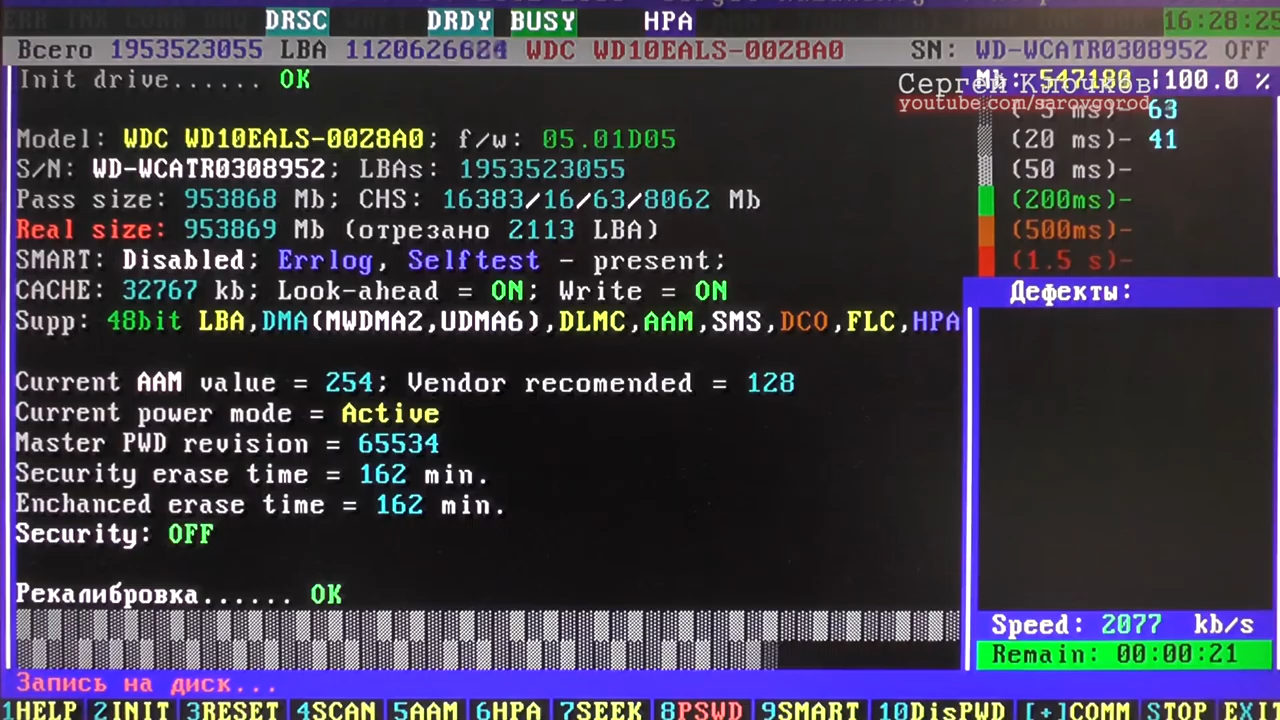 DRSC DRDY BUSY HPA 16:28:25
Всего 1953523055 LBA 1120626624 WDC WD10EALS-00Z8A0 SN: WD-WCATR0308952 OFF
Init drive...... OK
Mb: 547180 100.0 %
Сергей Клочков
youtube.com/sarovgorod
(5 ms)- 63
(20 ms)- 41
(50 ms)-
(200ms)-
(500ms)-
(1.5 s)-
Model: WDC WD10EALS-00Z8A0; f/w: 05.01D05
S/N: WD-WCATR0308952; LBAs: 1953523055
Pass size: 953868 Mb; CHS: 16383/16/63/8062 Mb
Real size: 953869 Mb (отрезано 2113 LBA)
SMART: Disabled; Errlog, Selftest - present;
CACHE: 32767 kb; Look-ahead = ON; Write = ON
Supp: 48bit LBA,DMA(MWDMA2,UDMA6),DLMC,AAM,SMS,DCO,FLC,HPA
Дефекты:
Current AAM value = 254; Vendor recomended = 128
Current power mode = Active
Master PWD revision = 65534
Security erase time = 162 min.
Enchanced erase time = 162 min.
Security: OFF
Рекалибровка...... OK
Speed: 2077 kb/s
Remain: 00:00:21
Запись на диск...
1HELP 2INIT 3RESET 4SCAN 5AAM 6HPA 7SEEK 8PSWD 9SMART 10DisPWD [+]COMM STOP EXIT